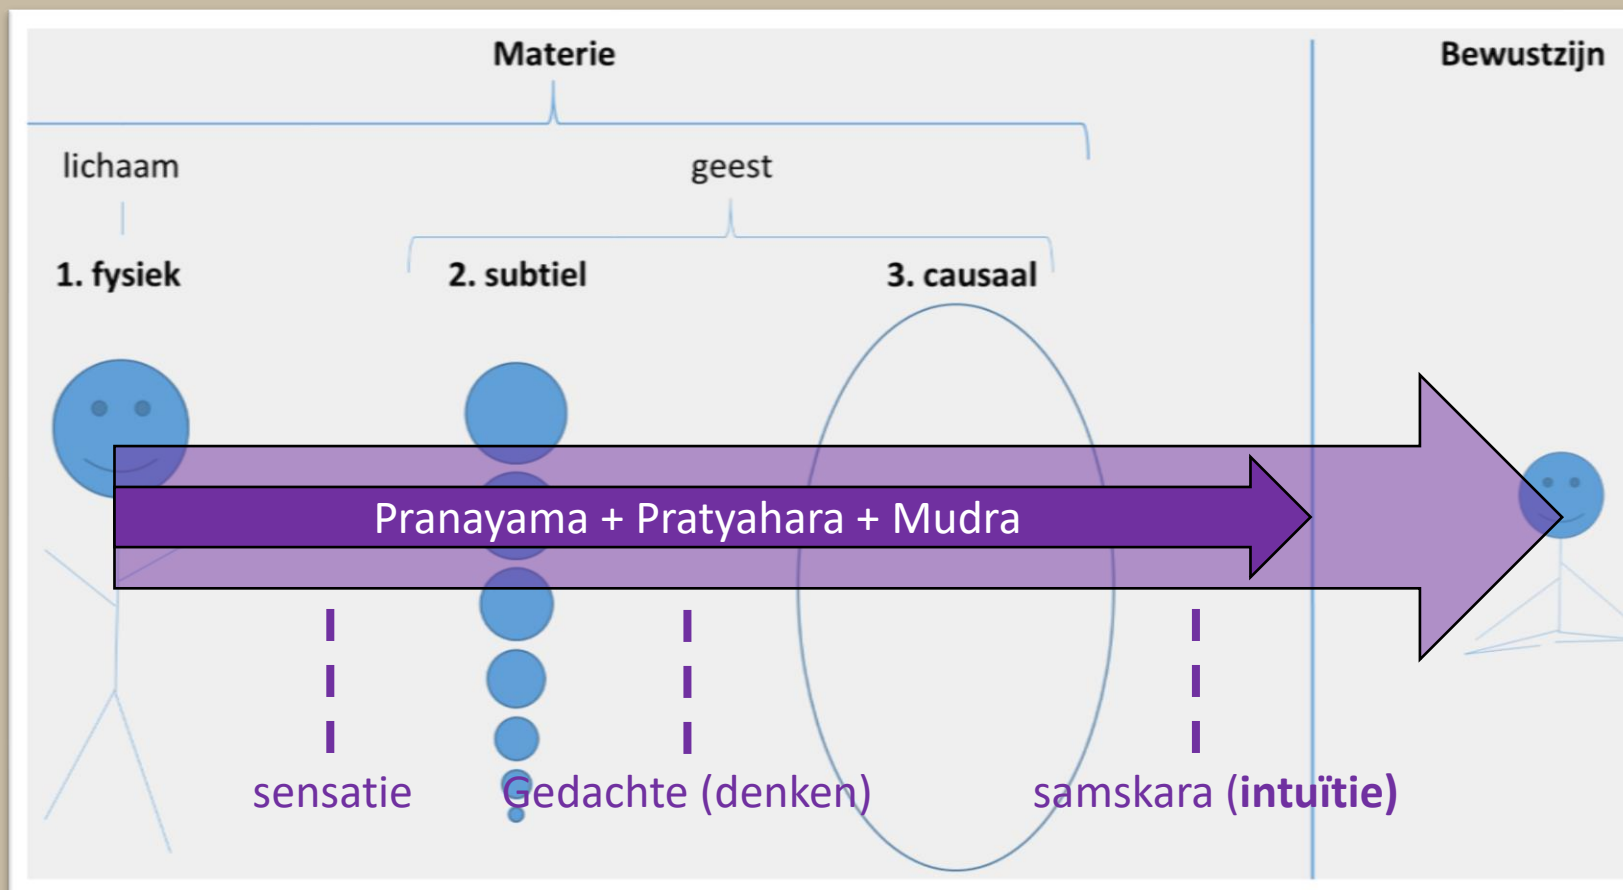 Materie
Bewustzijn
lichaam
geest
1. fysiek
2. subtiel
3. causaal
Pranayama + Pratyahara + Mudra
sensatie
Gedachte (denken)
samskara (intuïtie)